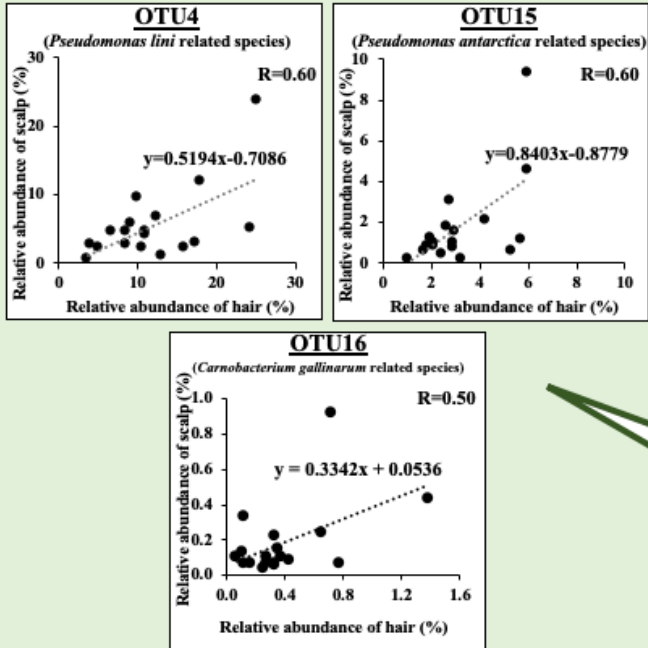 OTU4
(Pseudomonas lini related species)
R=0.60
y=0.5194x-0.7086
Relative abundance of scalp (%)
30
20
10
0
0 10 20 30
Relative abundance of hair (%)
OTU15
(Pseudomonas antarctica related species)
R=0.60
y=0.8403x-0.8779
Relative abundance of scalp (%)
10
8
6
4
2
0
0 2 4 6 8 10
Relative abundance of hair (%)
OTU16
(Carnobacterium gallinarum related species)
R=0.50
y = 0.3342x + 0.0536
Relative abundance of scalp (%)
1.0
0.8
0.6
0.4
0.2
0.0
0.0 0.4 0.8 1.2 1.6
Relative abundance of hair (%)